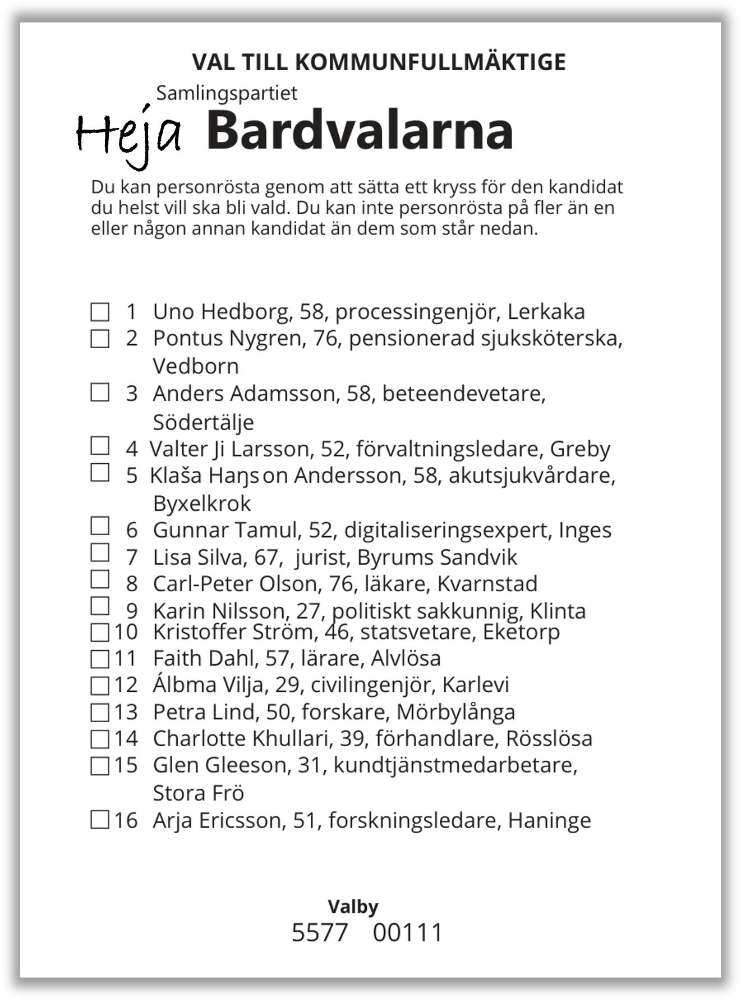 VAL TILL KOMMUNFULLMÄKTIGE
Samlingspartiet
Heja Bardvalarna
Du kan personrösta genom att sätta ett kryss för den kandidat
du helst vill ska bli vald. Du kan inte personrösta på fler än en
eller någon annan kandidat än dem som står nedan.
1 Uno Hedborg, 58, processingenjör, Lerkaka
2 Pontus Nygren, 76, pensionerad sjuksköterska,
Vedborn
3 Anders Adamsson, 58, beteendevetare,
Södertälje
4 Valter Ji Larsson, 52, förvaltningsledare, Greby
5 Klaša Haŋson Andersson, 58, akutsjukvårdare,
Byxelkrok
6 Gunnar Tamul, 52, digitaliseringsexpert, Inges
7 Lisa Silva, 67, jurist, Byrums Sandvik
8 Carl-Peter Olson, 76, läkare, Kvarnstad
9 Karin Nilsson, 27, politiskt sakkunnig, Klinta
10 Kristoffer Ström, 46, statsvetare, Eketorp
11 Faith Dahl, 57, lärare, Alvlösa
12 Álbma Vilja, 29, civilingenjör, Karlevi
13 Petra Lind, 50, forskare, Mörbylånga
14 Charlotte Khullari, 39, förhandlare, Rösslösa
15 Glen Gleeson, 31, kundtjänstmedarbetare,
Stora Frö
16 Arja Ericsson, 51, forskningsledare, Haninge
Valby
5577 00111